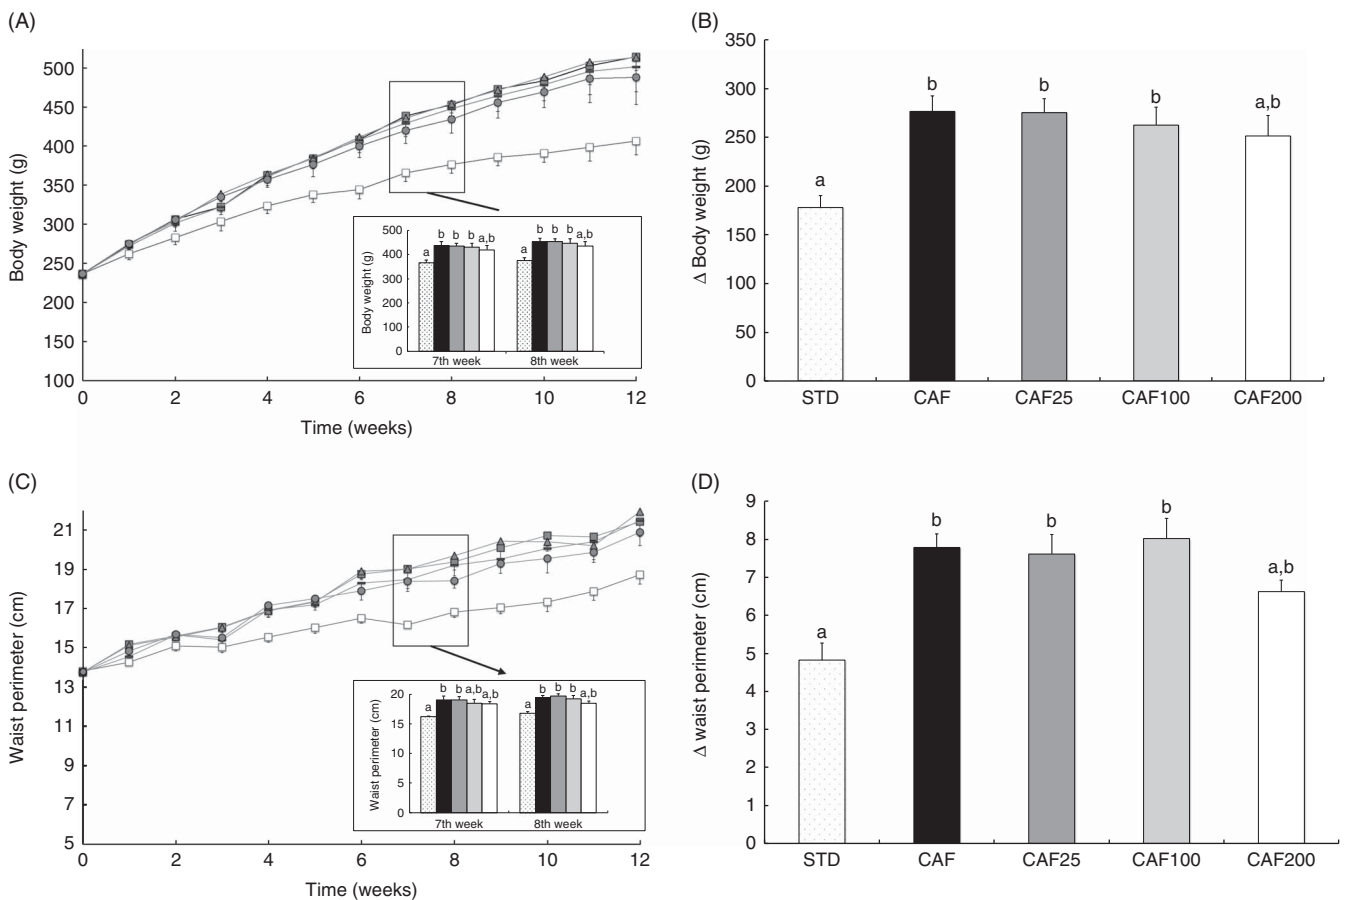 (A)
500
450
400
350
300
250
200
150
100
Body weight (g)
0 2 4 6 8 10 12
Time (weeks)
500
400
300
200
100
0
Body weight (g)
a b b b a,b
a b b b a,b
7th week 8th week
(B)
350
300
250
200
150
100
50
0
Δ Body weight (g)
a b b b a,b
STD CAF CAF25 CAF100 CAF200
(C)
21
19
17
15
13
11
9
7
5
Waist perimeter (cm)
0 2 4 6 8 10 12
Time (weeks)
20
15
10
5
0
Waist perimeter (cm)
a b b a,b a,b
a b b b a,b
7th week 8th week
(D)
9
8
7
6
5
4
3
2
1
0
Δ waist perimeter (cm)
a b b b a,b
STD CAF CAF25 CAF100 CAF200